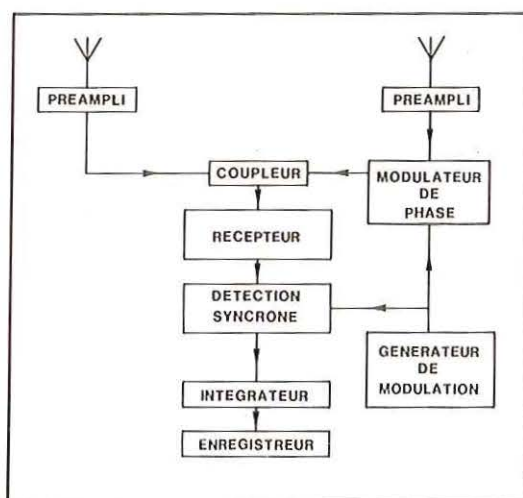 PREAMPLI
PREAMPLI
COUPLEUR
MODULATEUR
DE
PHASE
RECEPTEUR
DETECTION
SYNCRONE
GENERATEUR
DE
MODULATION
INTEGRATEUR
ENREGISTREUR